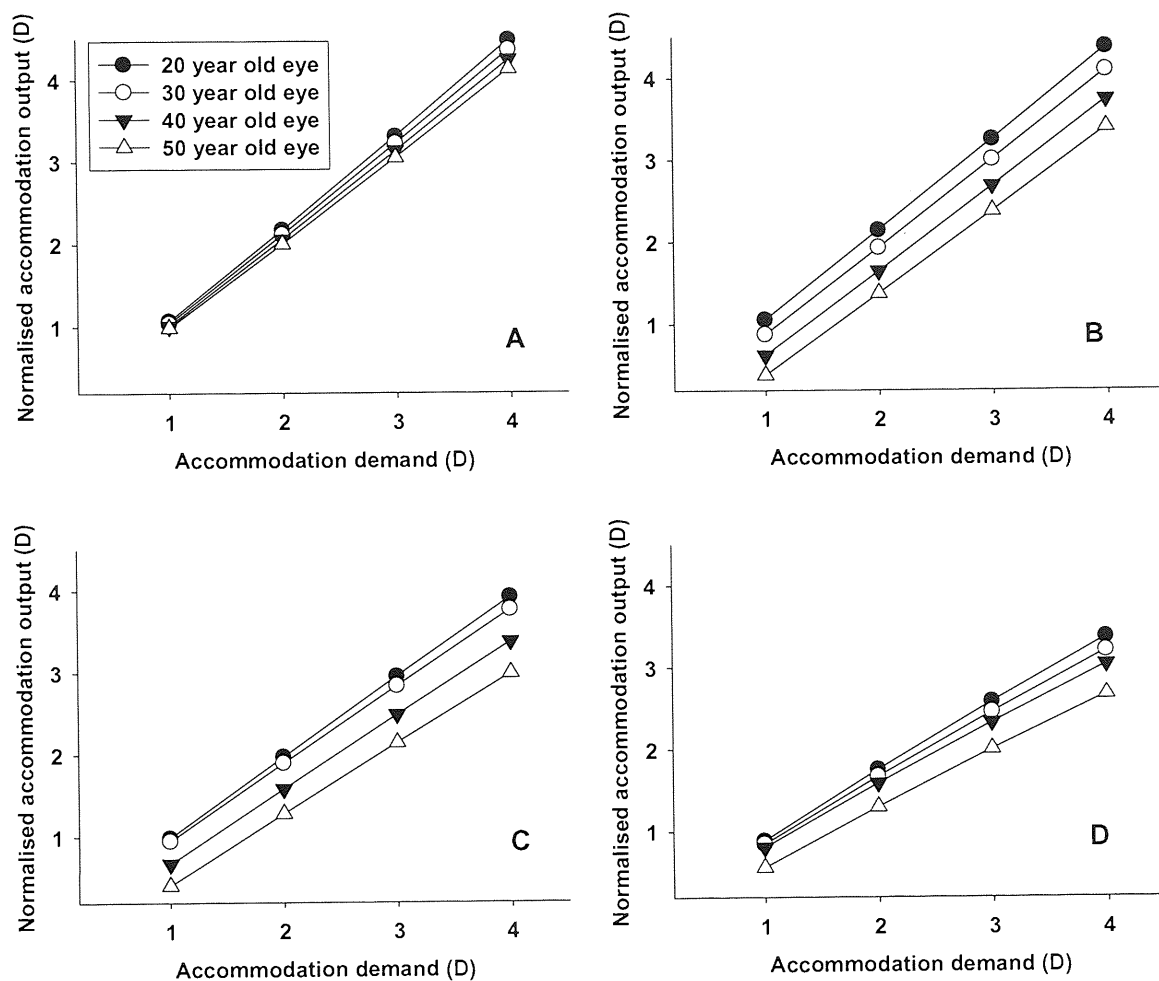 Normalised accommodation output (D)
4
3
2
1
20 year old eye
30 year old eye
40 year old eye
50 year old eye
A
1 2 3 4
Accommodation demand (D)
Normalised accommodation output (D)
4
3
2
1
B
1 2 3 4
Accommodation demand (D)
Normalised accommodation output (D)
4
3
2
1
C
1 2 3 4
Accommodation demand (D)
Normalised accommodation output (D)
4
3
2
1
D
1 2 3 4
Accommodation demand (D)